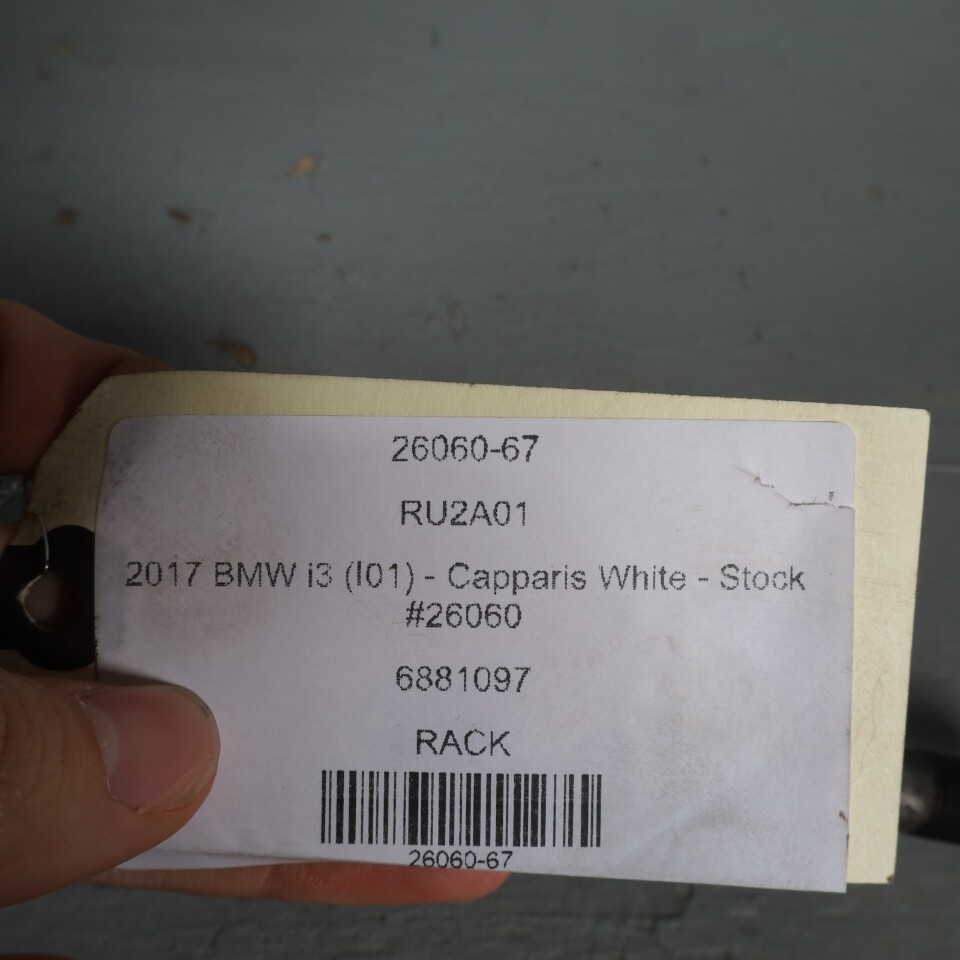 26060-67
RU2A01
2017 BMW i3 (I01) - Capparis White - Stock
#26060
6881097
RACK
26060-67